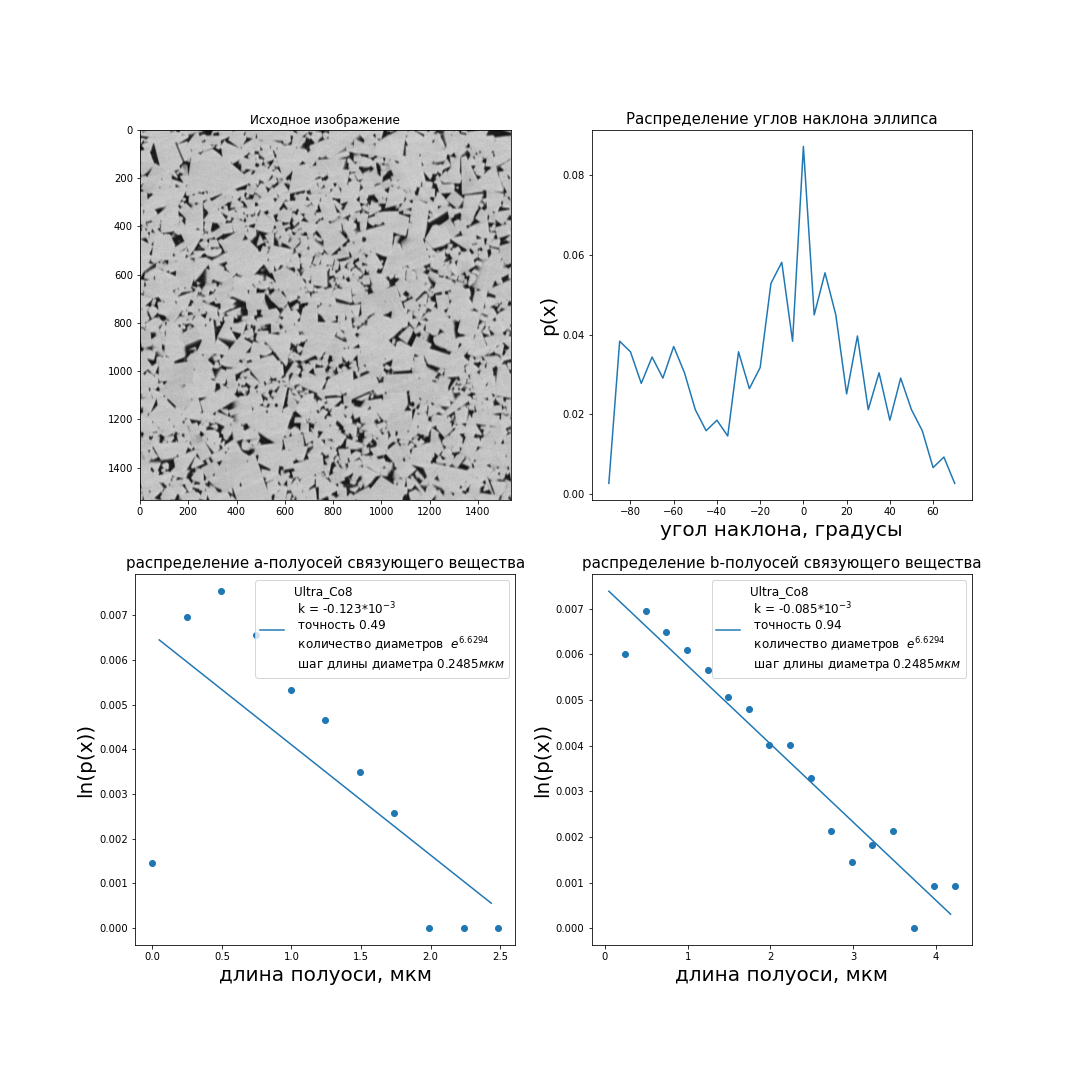 Исходное изображение
0
200
400
600
800
1000
1200
1400
0 200 400 600 800 1000 1200 1400
Распределение углов наклона эллипса
p(x)
0.08
0.06
0.04
0.02
0.00
−80 −60 −40 −20 0 20 40 60
угол наклона, градусы
распределение a-полуосей связующего вещества
ln(p(x))
0.007
0.006
0.005
0.004
0.003
0.002
0.001
0.000
Ultra_Co8
k = -0.123*10⁻³
точность 0.49
количество диаметров e⁶·⁶²⁹⁴
шаг длины диаметра 0.2485мкм
0.0 0.5 1.0 1.5 2.0 2.5
длина полуоси, мкм
распределение b-полуосей связующего вещества
ln(p(x))
0.007
0.006
0.005
0.004
0.003
0.002
0.001
0.000
Ultra_Co8
k = -0.085*10⁻³
точность 0.94
количество диаметров e⁶·⁶²⁹⁴
шаг длины диаметра 0.2485мкм
0 1 2 3 4
длина полуоси, мкм